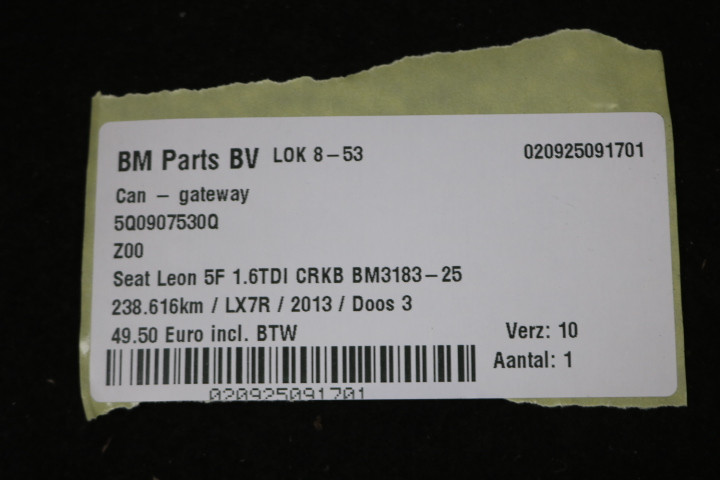 BM Parts BV LOK 8-53 020925091701
Can - gateway
5Q0907530Q
Z00
Seat Leon 5F 1.6TDI CRKB BM3183-25
238.616km / LX7R / 2013 / Doos 3
49.50 Euro incl. BTW Verz: 10
Aantal: 1
020925091701